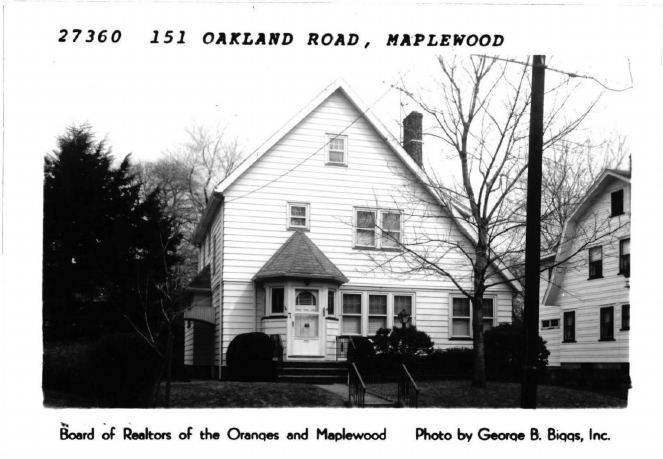 27360 151 OAKLAND ROAD, MAPLEWOOD
Board of Realtors of the Oranges and Maplewood Photo by George B. Biggs, Inc.